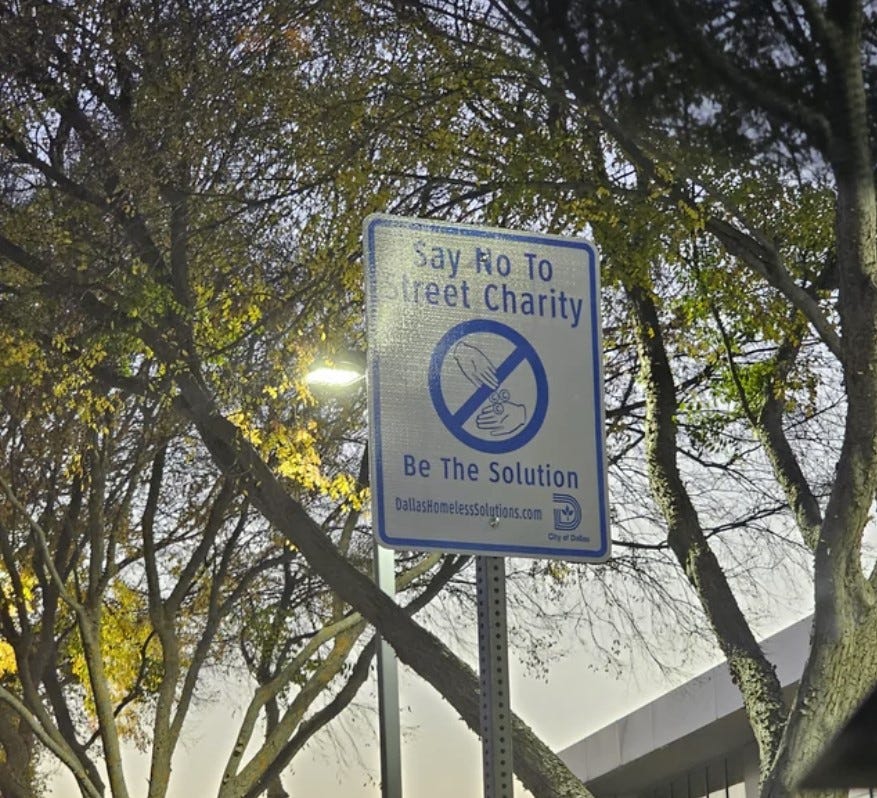 Say No To
Street Charity
Be The Solution
DallasHomelessSolutions.com
City of Dallas